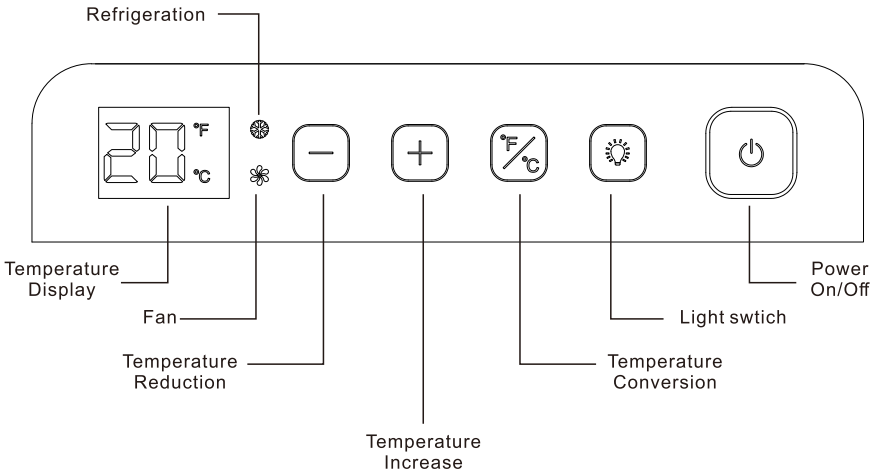 Refrigeration
20 °F
°C
°F/°C
Temperature
Display
Fan
Temperature
Reduction
Temperature
Increase
Temperature
Conversion
Light swtich
Power
On/Off